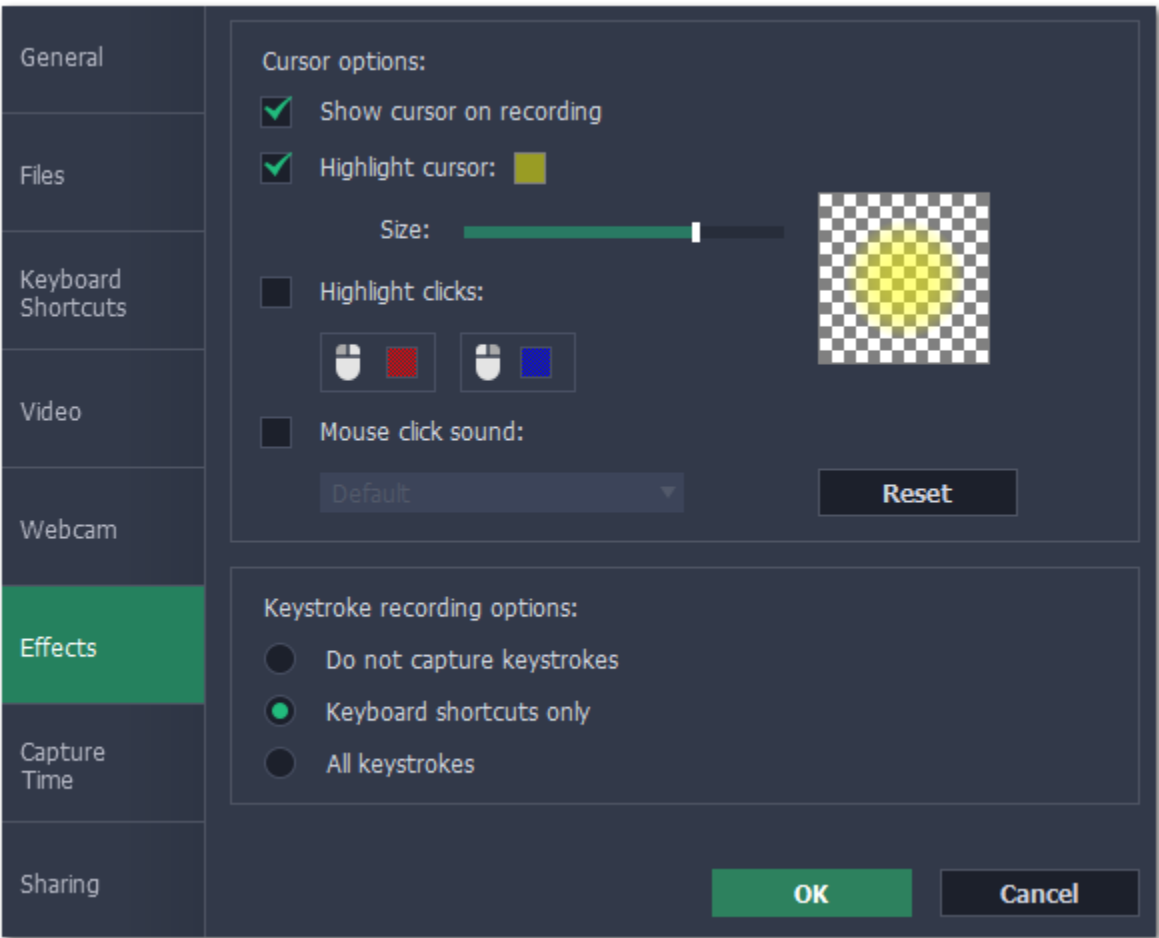 General
Files
Keyboard
Shortcuts
Video
Webcam
Effects
Capture
Time
Sharing
Cursor options:
Show cursor on recording
Highlight cursor:
Size:
Highlight clicks:
Mouse click sound:
Default
Reset
Keystroke recording options:
Do not capture keystrokes
Keyboard shortcuts only
All keystrokes
OK
Cancel